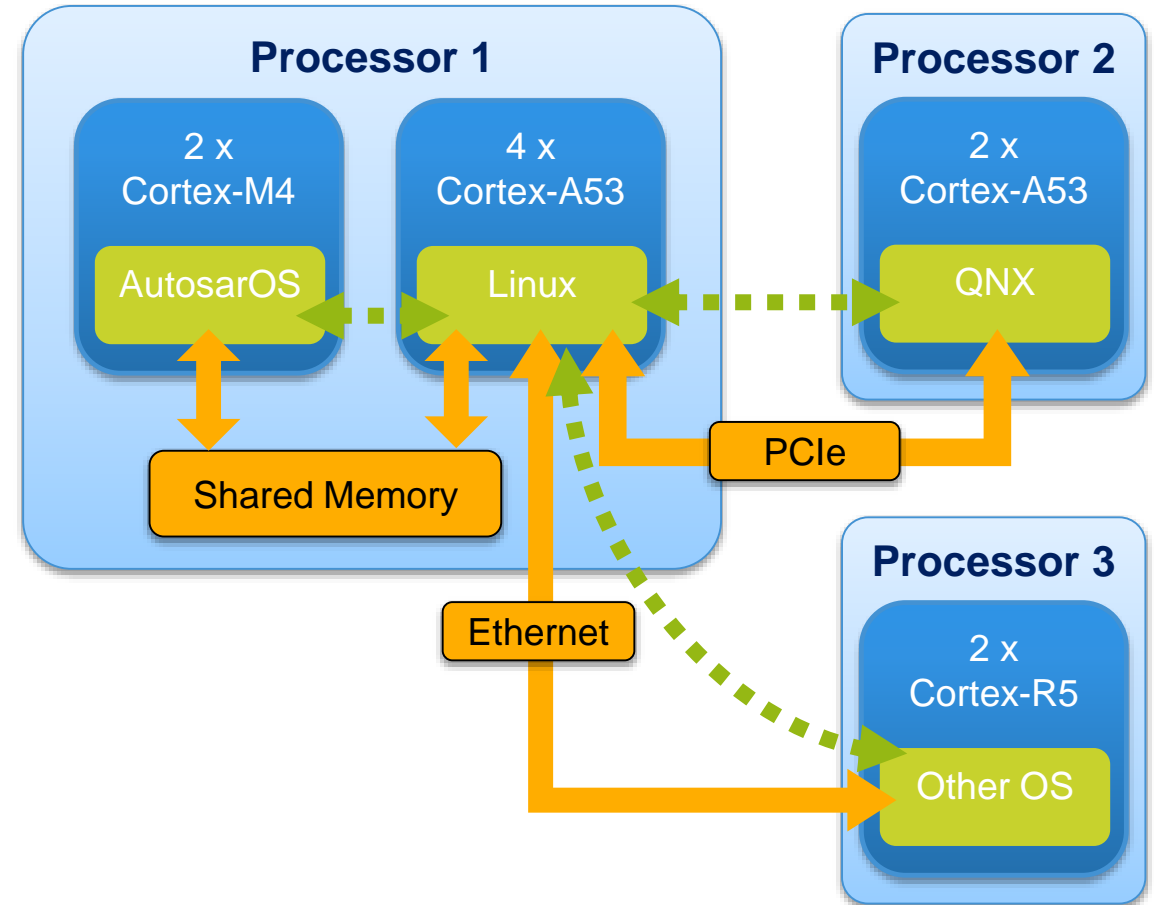 Processor 1
2 x
Cortex-M4
AutosarOS
4 x
Cortex-A53
Linux
Shared Memory
Processor 2
2 x
Cortex-A53
QNX
PCIe
Ethernet
Processor 3
2 x
Cortex-R5
Other OS